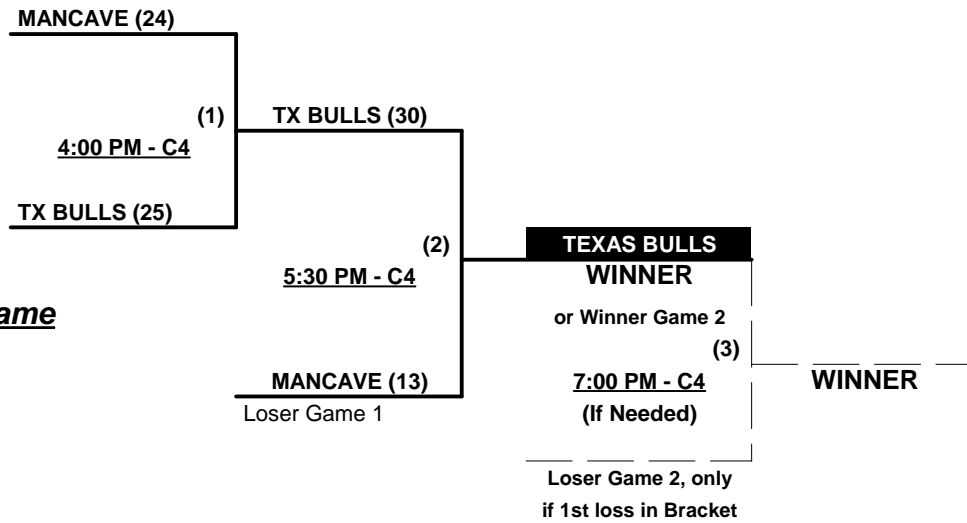 MANCAVE (24)
(1)
4:00 PM - C4
TX BULLS (25)
TX BULLS (30)
(2)
5:30 PM - C4
MANCAVE (13)
Loser Game 1
TEXAS BULLS
WINNER
or Winner Game 2
(3)
7:00 PM - C4
(If Needed)
Loser Game 2, only
if 1st loss in Bracket
WINNER